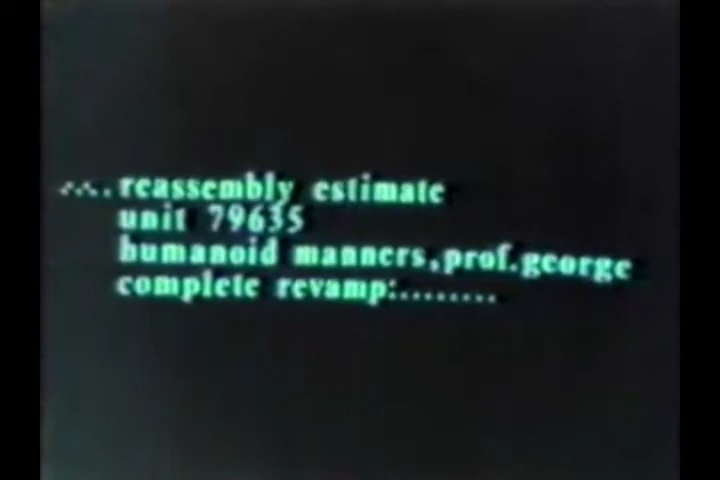 ....reassembly estimate
unit 79635
humanoid manners,prof.george
complete revamp:.........